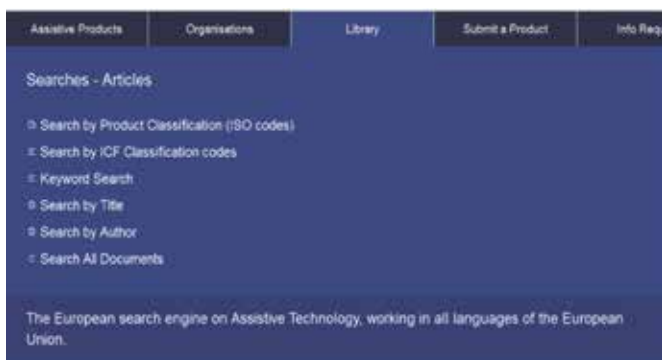 Assistive Products Organisations Library Submit a Product Info Req
Searches - Articles
Search by Product Classification (ISO codes)
Search by ICF Classification codes
Keyword Search
Search by Title
Search by Author
Search All Documents
The European search engine on Assistive Technology, working in all languages of the European
Union.